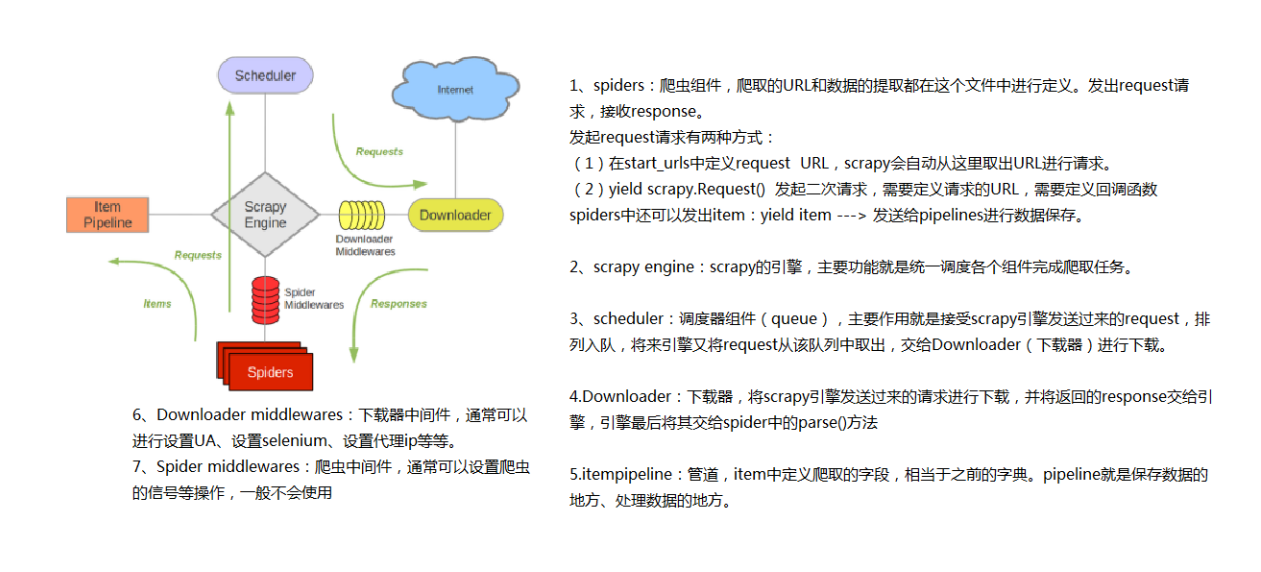 Scheduler
Internet
Requests
Item
Pipeline
Scrapy
Engine
Downloader
Downloader
Middlewares
Requests
Items
Spider
Middlewares
Responses
Spiders
6、Downloader middlewares：下载器中间件，通常可以
进行设置UA、设置selenium、设置代理ip等等。
7、Spider middlewares：爬虫中间件，通常可以设置爬虫
的信号等操作，一般不会使用
1、spiders：爬虫组件，爬取的URL和数据的提取都在这个文件中进行定义。发出request请
求，接收response。
发起request请求有两种方式：
（1）在start_urls中定义request  URL，scrapy会自动从这里取出URL进行请求。
（2）yield scrapy.Request()  发起二次请求，需要定义请求的URL，需要定义回调函数
spiders中还可以发出item：yield item ---> 发送给pipelines进行数据保存。
2、scrapy engine：scrapy的引擎，主要功能就是统一调度各个组件完成爬取任务。
3、scheduler：调度器组件（queue），主要作用就是接受scrapy引擎发送过来的request，排
列入队，将来引擎又将request从该队列中取出，交给Downloader（下载器）进行下载。
4.Downloader：下载器，将scrapy引擎发送过来的请求进行下载，并将返回的response交给引
擎，引擎最后将其交给spider中的parse()方法
5.itempipeline：管道，item中定义爬取的字段，相当于之前的字典。pipeline就是保存数据的
地方、处理数据的地方。